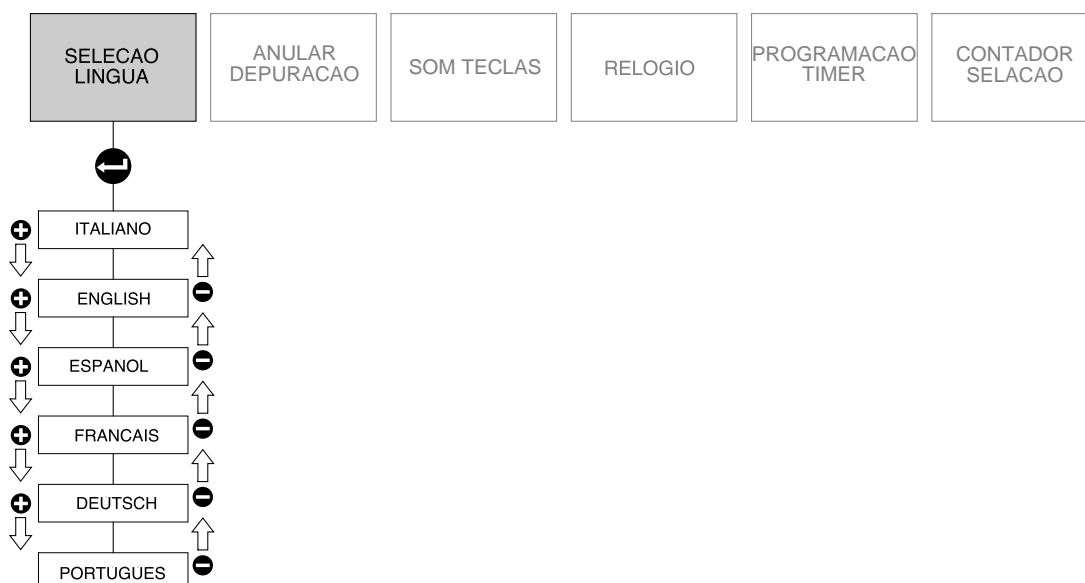 SELECAO
LINGUA
ANULAR
DEPURACAO
SOM TECLAS
RELOGIO
PROGRAMACAO
TIMER
CONTADOR
SELACAO
ITALIANO
ENGLISH
ESPANOL
FRANCAIS
DEUTSCH
PORTUGUES